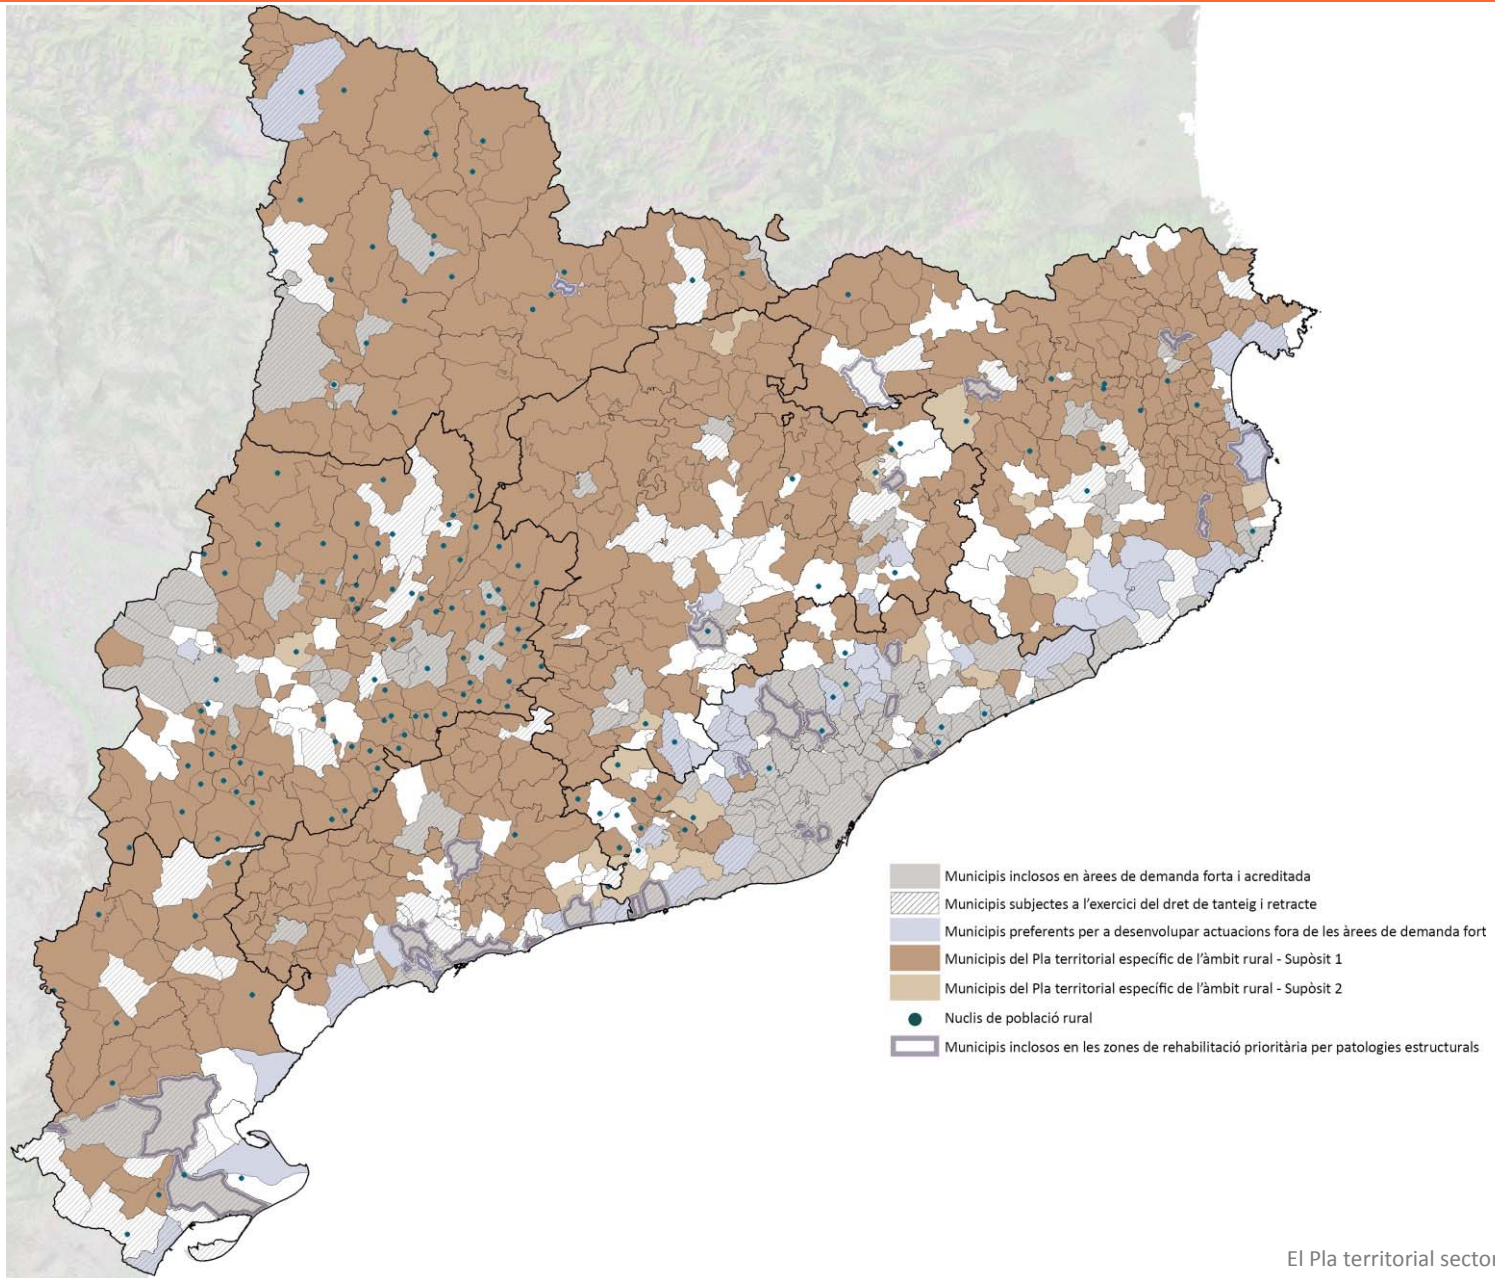 Municipis inclosos en àrees de demanda forta i acreditada
Municipis subjectes a l'exercici del dret de tanteig i retracte
Municipis preferents per a desenvolupar actuacions fora de les àrees de demanda fort
Municipis del Pla territorial específic de l'àmbit rural - Supòsit 1
Municipis del Pla territorial específic de l'àmbit rural - Supòsit 2
Nuclis de població rural
Municipis inclosos en les zones de rehabilitació prioritària per patologies estructurals
El Pla territorial sector